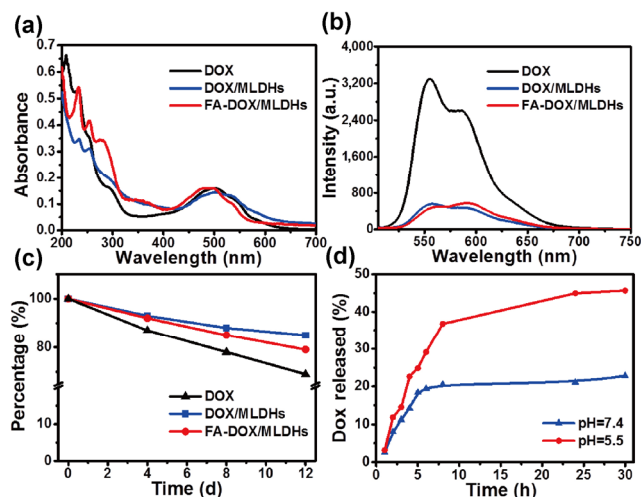 (a)
0.7
0.6
0.5
0.4
0.3
0.2
0.1
0.0
Absorbance
DOX
DOX/MLDHs
FA-DOX/MLDHs
200 300 400 500 600 700
Wavelength (nm)
(b)
4,000
3,200
2,400
1,600
800
0
Intensity (a.u.)
DOX
DOX/MLDHs
FA-DOX/MLDHs
550 600 650 700 750
Wavelength (nm)
(c)
100
80
20
0
Percentage (%)
DOX
DOX/MLDHs
FA-DOX/MLDHs
0 4 8 12
Time (d)
(d)
50
40
30
20
10
0
Dox released (%)
pH=7.4
pH=5.5
0 5 10 15 20 25 30
Time (h)